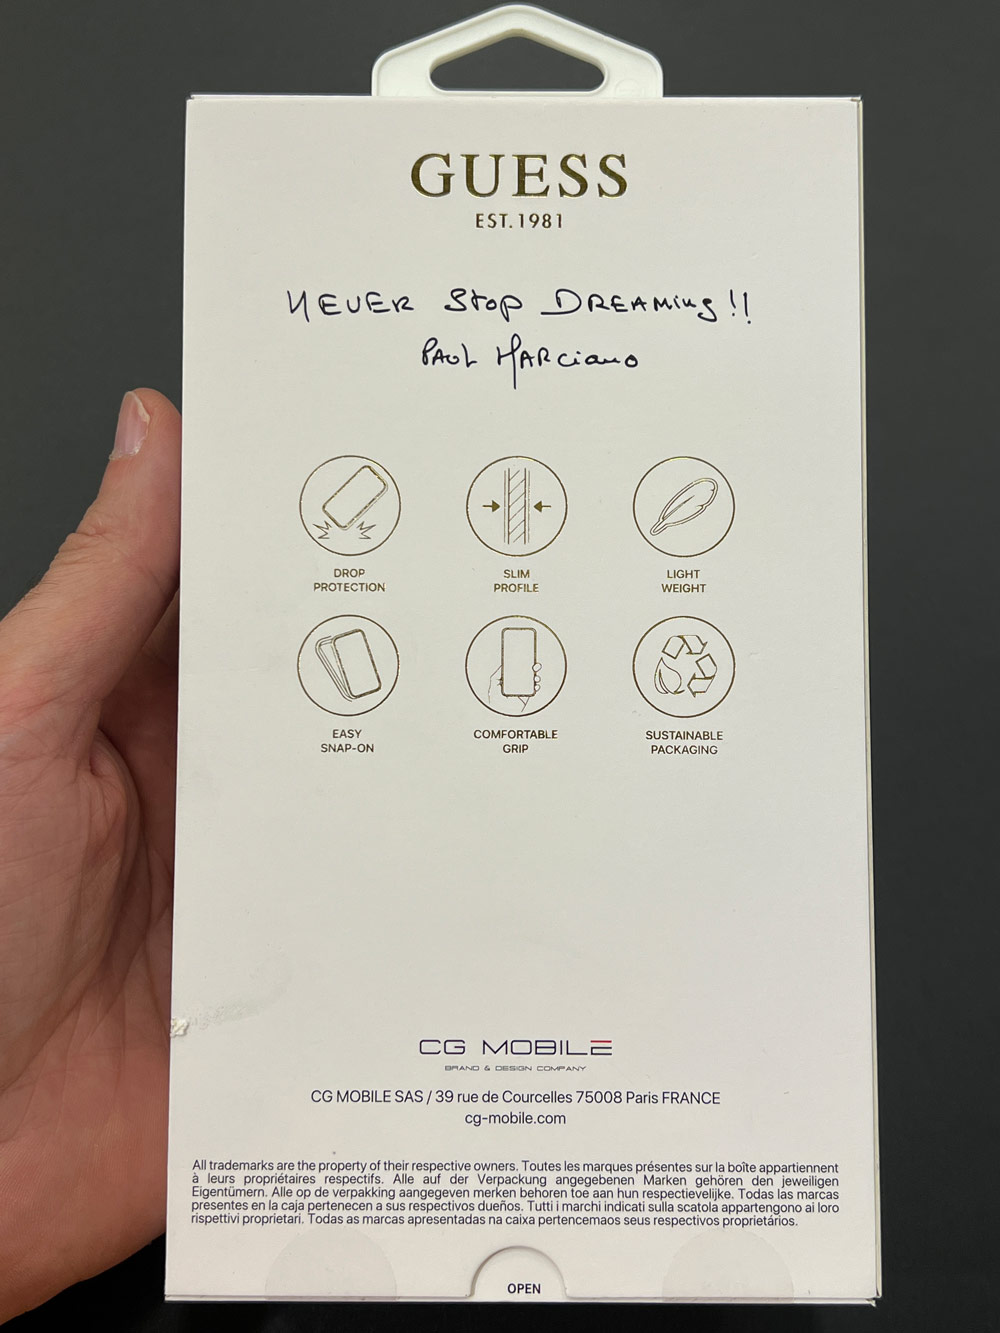 GUESS
EST. 1981
NEVER Stop DREAMing!!
PAUL MARCiano
DROP
PROTECTION
SLIM
PROFILE
LIGHT
WEIGHT
EASY
SNAP-ON
COMFORTABLE
GRIP
SUSTAINABLE
PACKAGING
CG MOBILE
BRAND & DESIGN COMPANY
CG MOBILE SAS / 39 rue de Courcelles 75008 Paris FRANCE
cg-mobile.com
All trademarks are the property of their respective owners. Toutes les marques présentes sur la boîte appartiennent
à leurs propriétaires respectifs. Alle auf der Verpackung angegebenen Marken gehören den jeweiligen
Eigentümern. Alle op de verpakking aangegeven merken behoren toe aan hun respectievelijke. Todas las marcas
presentes en la caja pertenecen a sus respectivos dueños. Tutti i marchi indicati sulla scatola appartengono ai loro
rispettivi proprietari. Todas as marcas apresentadas na caixa pertencemaos seus respectivos proprietários.
OPEN